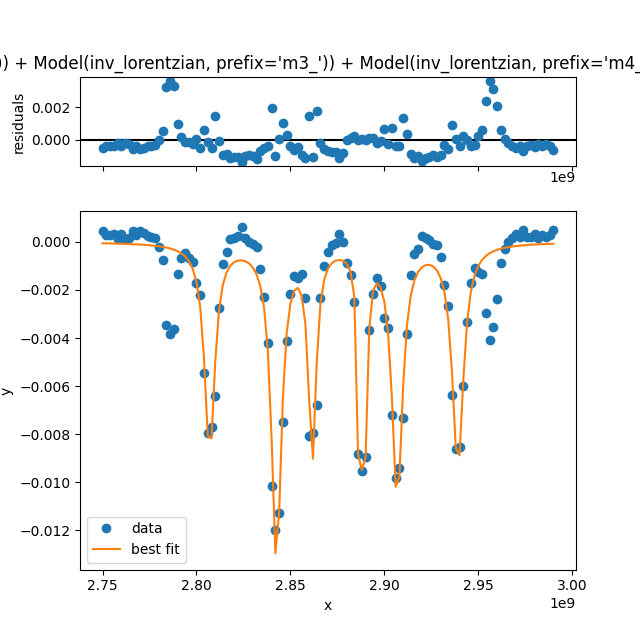 )) + Model(inv_lorentzian, prefix='m3_')) + Model(inv_lorentzian, prefix='m4_
residuals
0.002
0.000
1e9
0.000
−0.002
−0.004
−0.006
−0.008
−0.010
−0.012
y
data
best fit
2.75
2.80
2.85
2.90
2.95
3.00
x
1e9